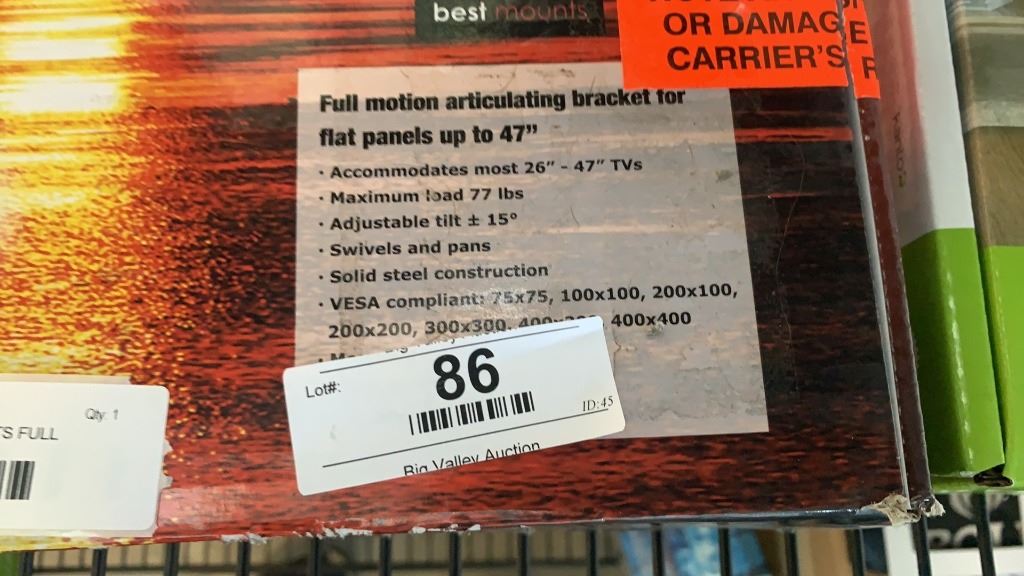 best mounts
OR DAMAGE
CARRIER'S
Full motion articulating bracket for
flat panels up to 47”
· Accommodates most 26” - 47” TVs
· Maximum load 77 lbs
· Adjustable tilt ± 15°
· Swivels and pans
· Solid steel construction
· VESA compliant: 75x75, 100x100, 200x100,
200x200, 300x300, 400x400
Lot#: 86
ID:45
Big Valley Auction
Qty: 1
FULL